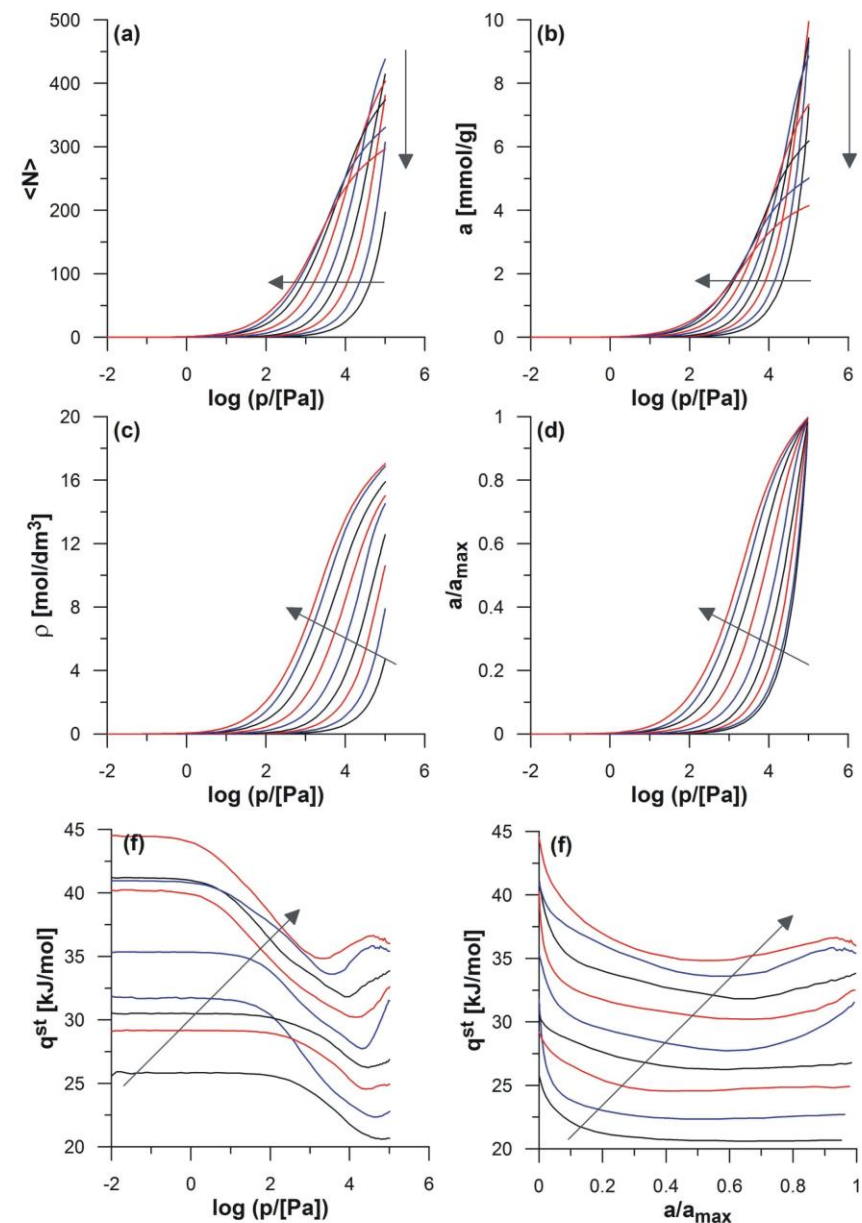 (a)
500
400
300
200
100
0
<N>
-2 0 2 4 6
log (p/[Pa])
(b)
10
8
6
4
2
0
a [mmol/g]
-2 0 2 4 6
log (p/[Pa])
(c)
20
16
12
8
4
0
ρ [mol/dm³]
-2 0 2 4 6
log (p/[Pa])
(d)
1
0.8
0.6
0.4
0.2
0
a/amax
-2 0 2 4 6
log (p/[Pa])
(f)
45
40
35
30
25
20
qst [kJ/mol]
-2 0 2 4 6
log (p/[Pa])
(f)
45
40
35
30
25
20
qst [kJ/mol]
0 0.2 0.4 0.6 0.8 1
a/amax